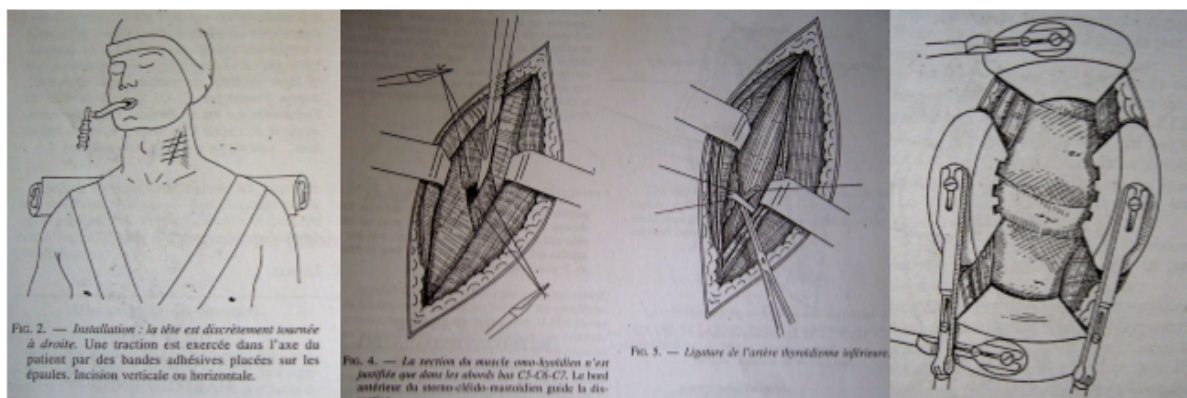 FIG. 2. — Installation : la tête est discrètement tournée
à droite. Une traction est exercée dans l'axe du
patient par des bandes adhésives placées sur les
épaules. Incision verticale ou horizontale.
FIG. 4. — La section du muscle omo-hyoïdien n'est
justifiée que dans les abords bas C5-C6-C7. Le bord
antérieur du sterno-cléido-mastoïdien guide la dis-
FIG. 5. — Ligature de l'artère thyroïdienne inférieure.